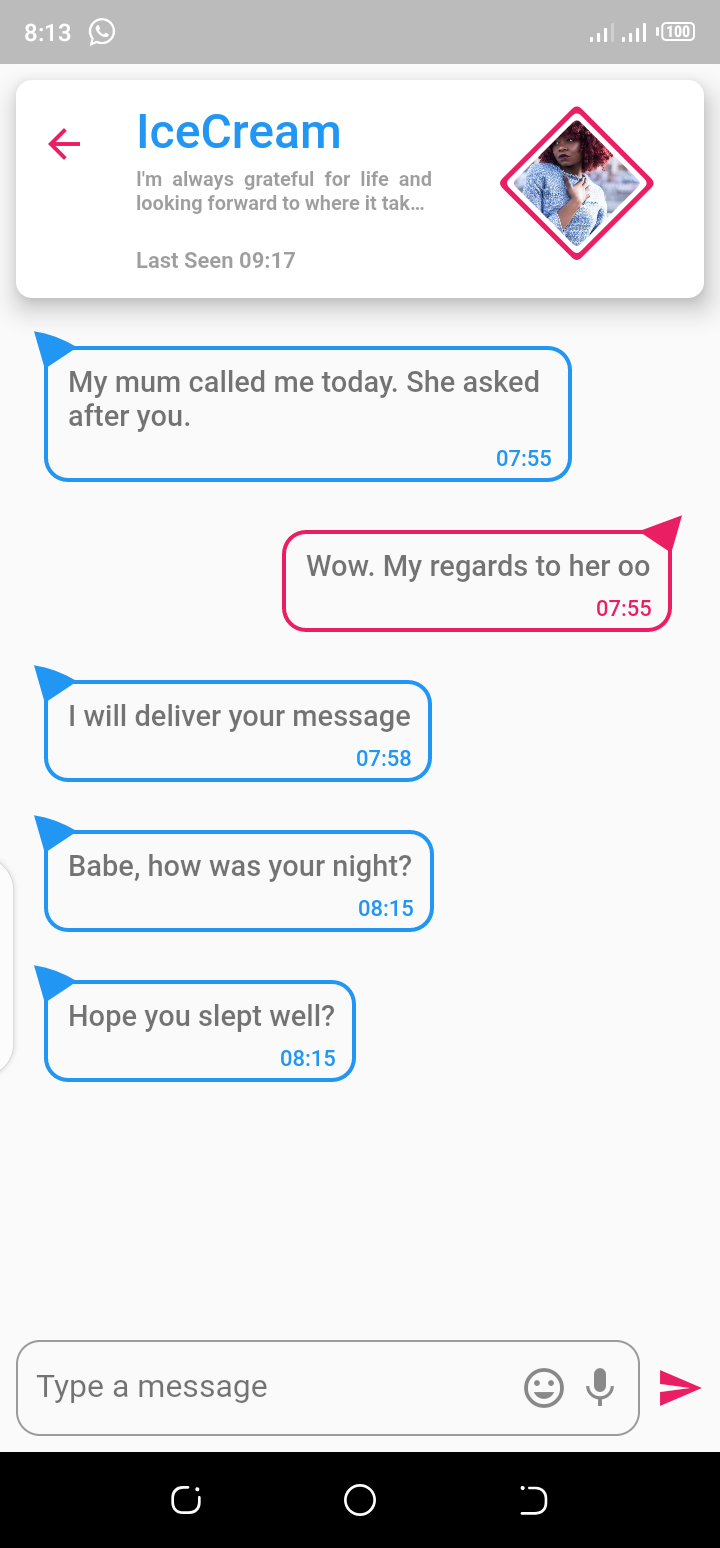 8:13
100
IceCream
I'm always grateful for life and
looking forward to where it tak...
Last Seen 09:17
My mum called me today. She asked
after you.
07:55
Wow. My regards to her oo
07:55
I will deliver your message
07:58
Babe, how was your night?
08:15
Hope you slept well?
08:15
Type a message